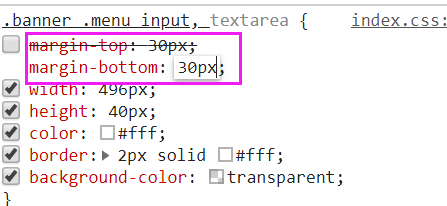 .banner .menu input, textarea { index.css:
margin-top: 30px;
margin-bottom: 30px;
width: 496px;
height: 40px;
color: #fff;
border: 2px solid #fff;
background-color: transparent;
}